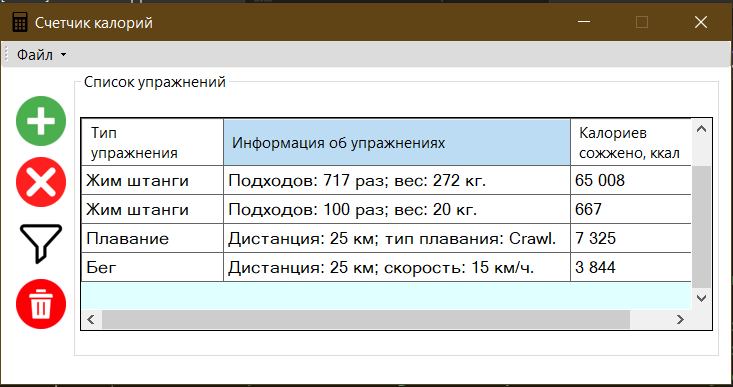 Счетчик калорий
Файл
Список упражнений
Тип упражнения Информация об упражнениях Калориев сожжено, ккал
Жим штанги Подходов: 717 раз; вес: 272 кг. 65 008
Жим штанги Подходов: 100 раз; вес: 20 кг. 667
Плавание Дистанция: 25 км; тип плавания: Crawl. 7 325
Бег Дистанция: 25 км; скорость: 15 км/ч. 3 844